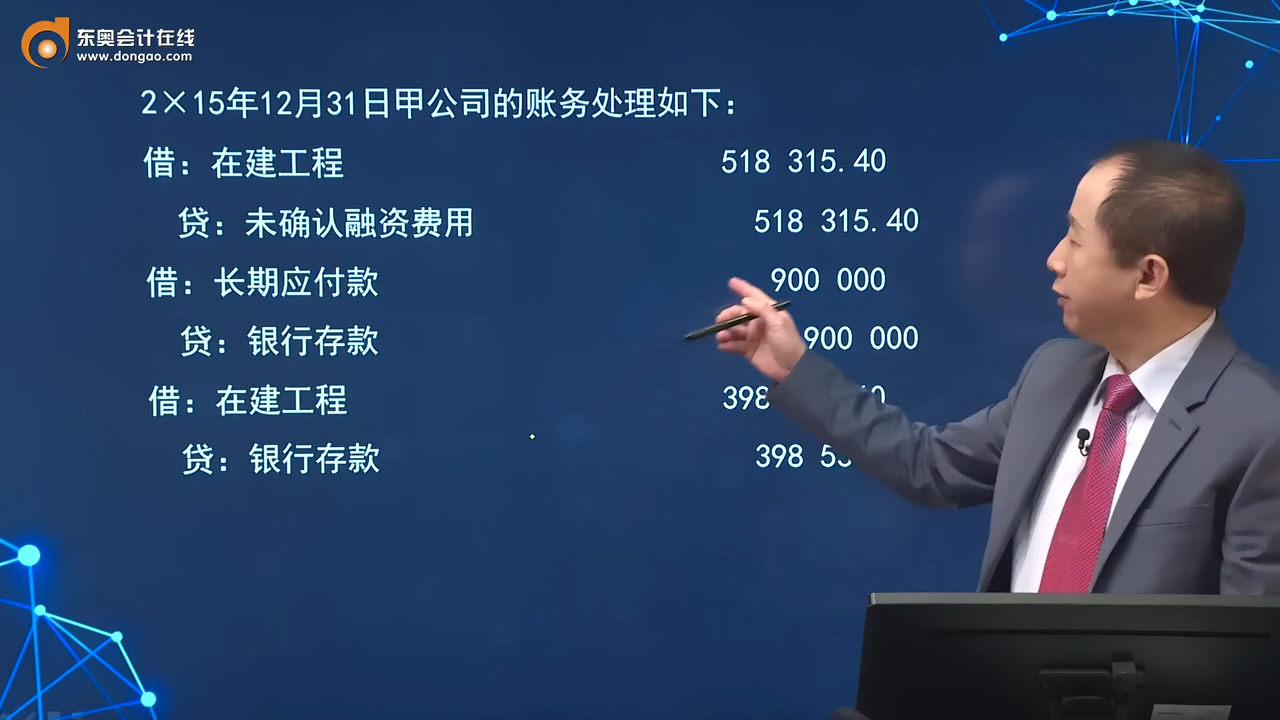 东奥会计在线
www.dongao.com
2×15年12月31日甲公司的账务处理如下：
借：在建工程 518 315.40
贷：未确认融资费用 518 315.40
借：长期应付款 900 000
贷：银行存款 900 000
借：在建工程 398
贷：银行存款 398